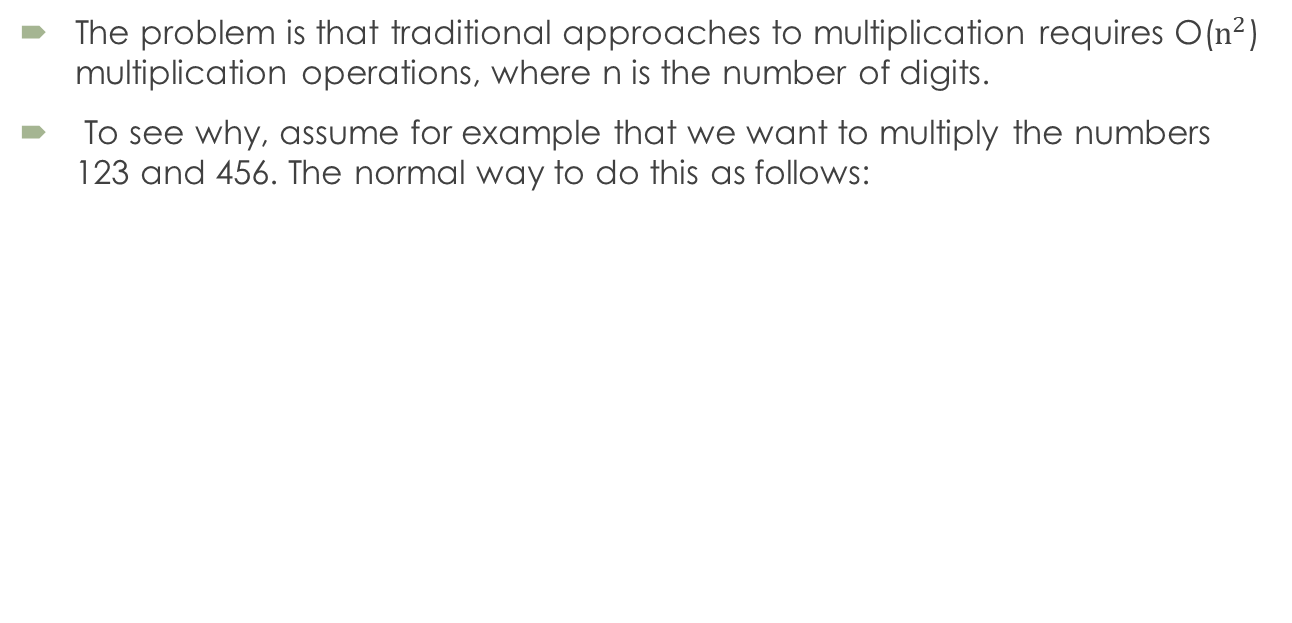 The problem is that traditional approaches to multiplication requires O(n²)
multiplication operations, where n is the number of digits.
To see why, assume for example that we want to multiply the numbers
123 and 456. The normal way to do this as follows: